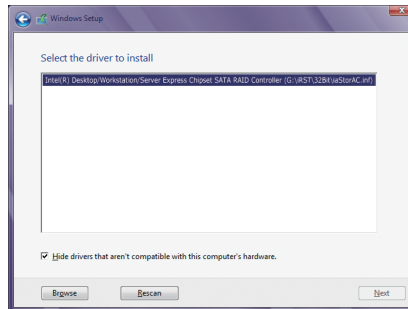 Windows Setup
Select the driver to install
Intel(R) Desktop/Workstation/Server Express Chipset SATA RAID Controller (G:\iRST\32Bit\iaStorAC.inf)
Hide drivers that aren't compatible with this computer's hardware.
Browse
Rescan
Next